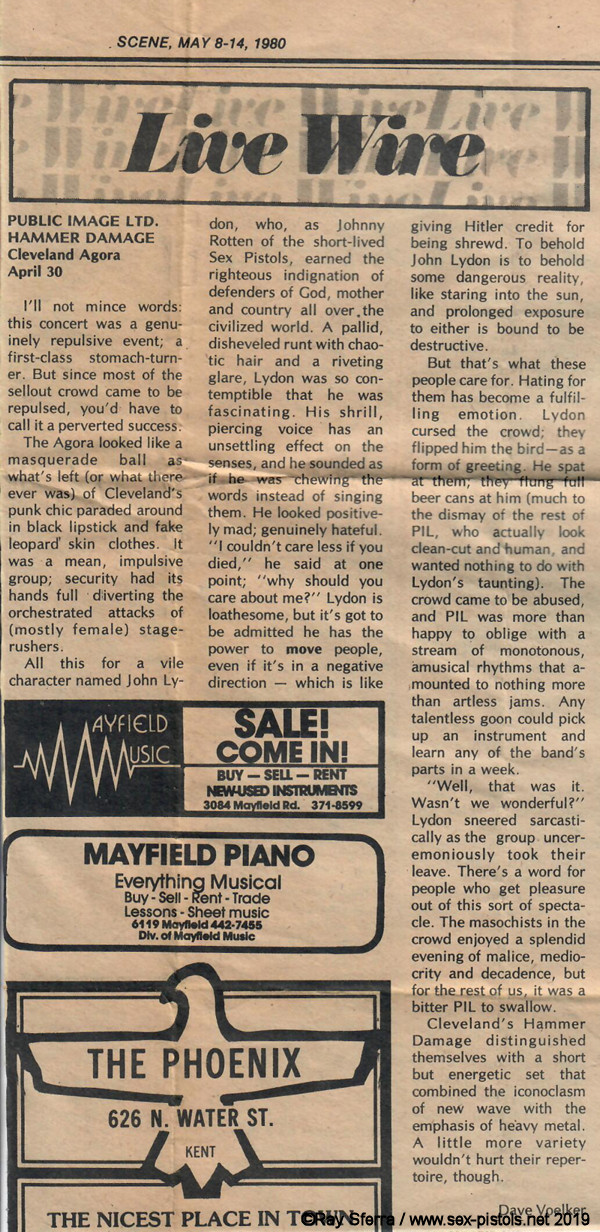 SCENE, MAY 8-14, 1980
Live Wire
PUBLIC IMAGE LTD.
HAMMER DAMAGE
Cleveland Agora
April 30
I'll not mince words:
this concert was a genu-
inely repulsive event; a
first-class stomach-turn-
er. But since most of the
sellout crowd came to be
repulsed, you'd have to
call it a perverted success.
The Agora looked like a
masquerade ball as
what's left (or what there
ever was) of Cleveland's
punk chic paraded around
in black lipstick and fake
leopard skin clothes. It
was a mean, impulsive
group; security had its
hands full diverting the
orchestrated attacks of
(mostly female) stage-
rushers.
All this for a vile
character named John Ly-
don, who, as Johnny
Rotten of the short-lived
Sex Pistols, earned the
righteous indignation of
defenders of God, mother
and country all over the
civilized world. A pallid,
disheveled runt with chao-
tic hair and a riveting
glare, Lydon was so con-
temptible that he was
fascinating. His shrill,
piercing voice has an
unsettling effect on the
senses, and he sounded as
if he was chewing the
words instead of singing
them. He looked positive-
ly mad; genuinely hateful.
"I couldn't care less if you
died," he said at one
point; "why should you
care about me?" Lydon is
loathesome, but it's got to
be admitted he has the
power to move people,
even if it's in a negative
direction — which is like
giving Hitler credit for
being shrewd. To behold
John Lydon is to behold
some dangerous reality,
like staring into the sun,
and prolonged exposure
to either is bound to be
destructive.
But that's what these
people care for. Hating for
them has become a fulfil-
ling emotion. Lydon
cursed the crowd; they
flipped him the bird—as a
form of greeting. He spat
at them; they flung full
beer cans at him (much to
the dismay of the rest of
PIL, who actually look
clean-cut and human, and
wanted nothing to do with
Lydon's taunting). The
crowd came to be abused,
and PIL was more than
happy to oblige with a
stream of monotonous,
amusical rhythms that a-
mounted to nothing more
than artless jams. Any
talentless goon could pick
up an instrument and
learn any of the band's
parts in a week.
"Well, that was it.
Wasn't we wonderful?"
Lydon sneered sarcasti-
cally as the group uncer-
emoniously took their
leave. There's a word for
people who get pleasure
out of this sort of specta-
cle. The masochists in the
crowd enjoyed a splendid
evening of malice, medio-
crity and decadence, but
for the rest of us, it was a
bitter PIL to swallow.
Cleveland's Hammer
Damage distinguished
themselves with a short
but energetic set that
combined the iconoclasm
of new wave with the
emphasis of heavy metal.
A little more variety
wouldn't hurt their reper-
toire, though.
Dave Voelker
MAYFIELD
MUSIC
SALE!
COME IN!
BUY — SELL — RENT
NEW-USED INSTRUMENTS
3084 Mayfield Rd. 371-8599
MAYFIELD PIANO
Everything Musical
Buy - Sell - Rent - Trade
Lessons - Sheet music
6119 Mayfield 442-7455
Div. of Mayfield Music
THE PHOENIX
626 N. WATER ST.
KENT
THE NICEST PLACE IN TOWN
©Ray Sferra / www.sex-pistols.net 2019